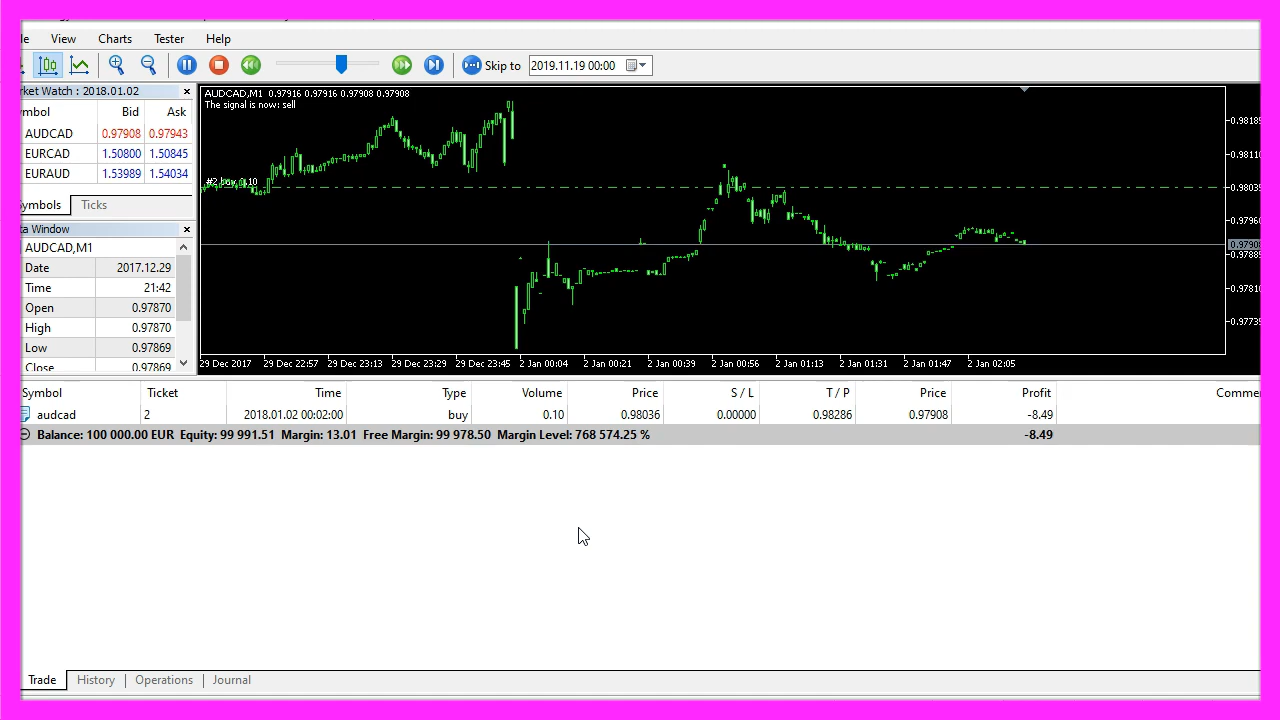 le View Charts Tester Help
Skip to 2019.11.19 00:00
rket Watch : 2018.01.02
mbol Bid Ask
AUDCAD 0.97908 0.97943
EURCAD 1.50800 1.50845
EURAUD 1.53989 1.54034
ymbols Ticks
ta Window
AUDCAD,M1
Date 2017.12.29
Time 21:42
Open 0.97870
High 0.97870
Low 0.97869
Close 0.97869
AUDCAD,M1 0.97916 0.97916 0.97908 0.97908
The signal is now: sell
#2 buy 0.10
0.98185
0.98110
0.98035
0.97960
0.97908
0.97885
0.97810
0.97735
29 Dec 2017 29 Dec 22:57 29 Dec 23:13 29 Dec 23:29 29 Dec 23:45 2 Jan 00:04 2 Jan 00:21 2 Jan 00:39 2 Jan 00:56 2 Jan 01:13 2 Jan 01:31 2 Jan 01:47 2 Jan 02:05
Symbol Ticket Time Type Volume Price S / L T / P Price Profit Comme
audcad 2 2018.01.02 00:02:00 buy 0.10 0.98036 0.00000 0.98286 0.97908 -8.49
Balance: 100 000.00 EUR Equity: 99 991.51 Margin: 13.01 Free Margin: 99 978.50 Margin Level: 768 574.25 % -8.49
Trade History Operations Journal